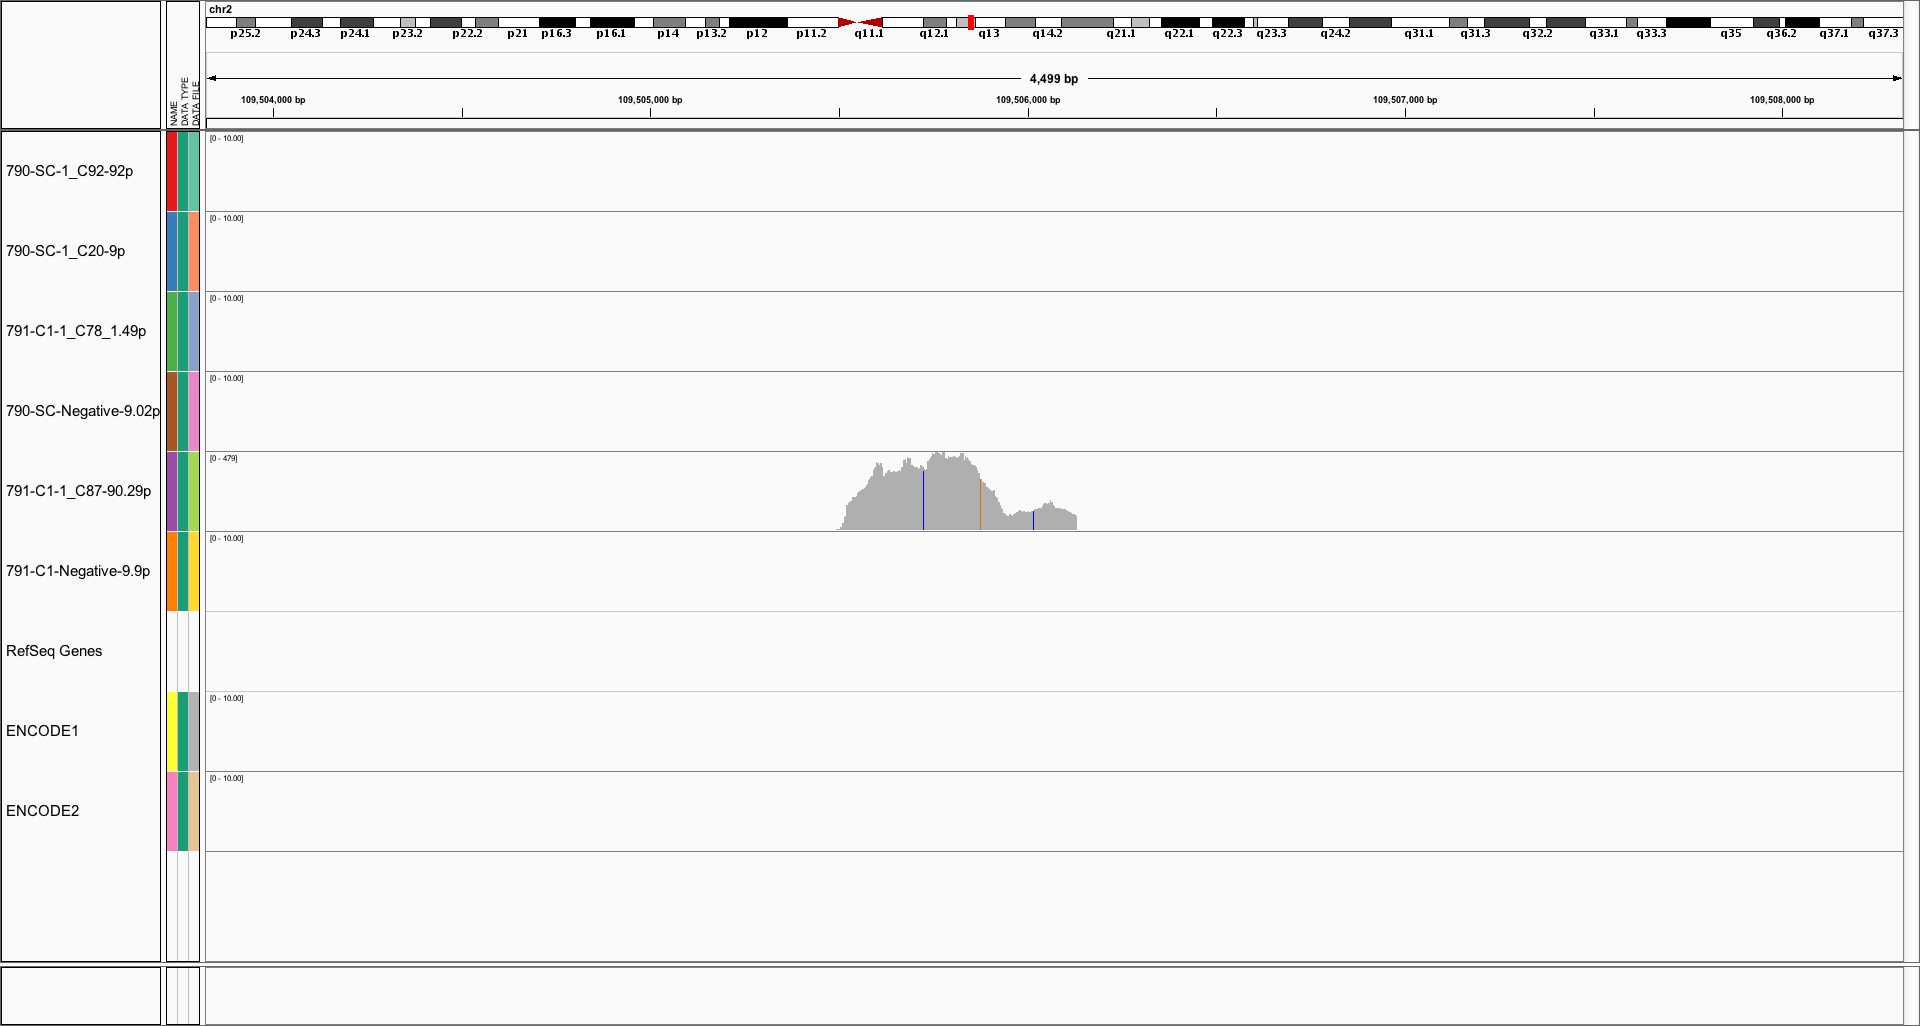 chr2
p25.2 p24.3 p24.1 p23.2 p22.2 p21 p16.3 p16.1 p14 p13.2 p12 p11.2 q11.1 q12.1 q13 q14.2 q21.1 q22.1 q22.3 q23.3 q24.2 q31.1 q31.3 q32.2 q33.1 q33.3 q35 q36.2 q37.1 q37.3
4,499 bp
109,504,000 bp 109,505,000 bp 109,506,000 bp 109,507,000 bp 109,508,000 bp
NAME
DATA TYPE
DATA FILE
[0 - 10.00]
790-SC-1_C92-92p
[0 - 10.00]
790-SC-1_C20-9p
[0 - 10.00]
791-C1-1_C78_1.49p
[0 - 10.00]
790-SC-Negative-9.02p
[0 - 479]
791-C1-1_C87-90.29p
[0 - 10.00]
791-C1-Negative-9.9p
RefSeq Genes
[0 - 10.00]
ENCODE1
[0 - 10.00]
ENCODE2